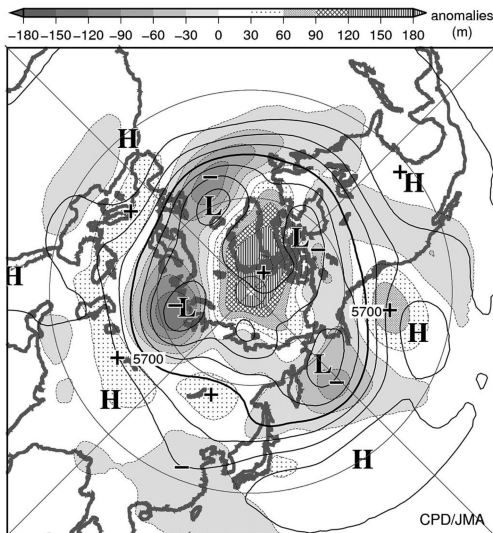 anomalies
−180 −150 −120 −90 −60 −30 0 30 60 90 120 150 180 (m)
H
−
+
H
+ H
L
L
−
+
H
− L
5700 +
H
5700
+
L
H
+
−
−
H
CPD/JMA